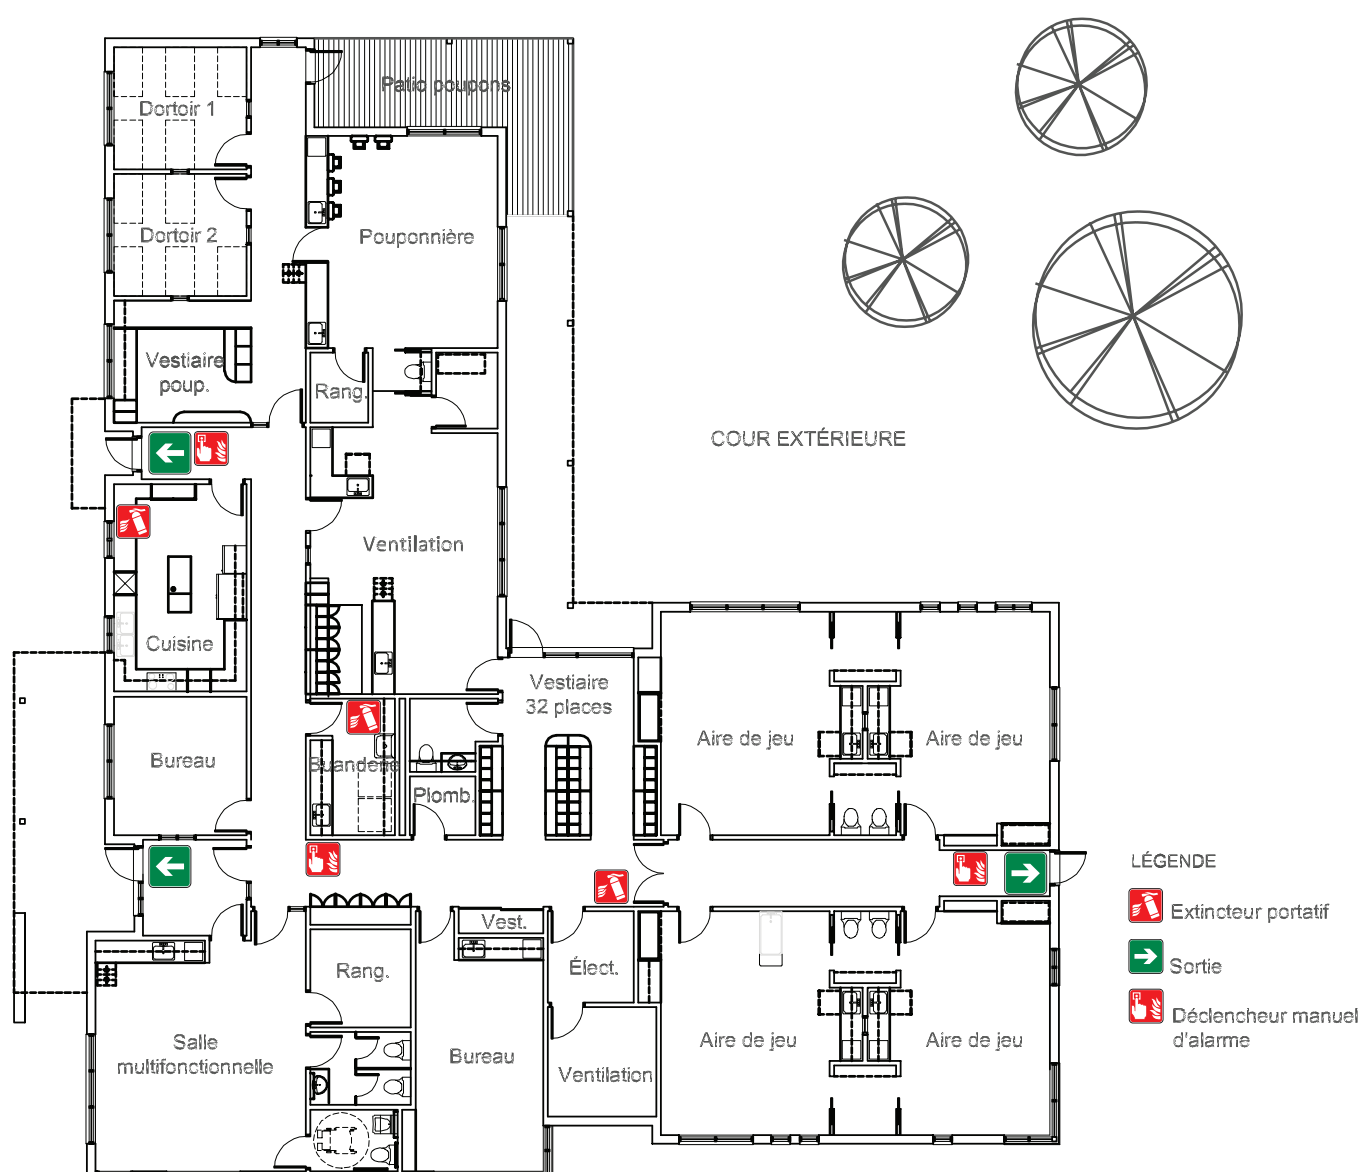 Patio poupons
Dortoir 1
Dortoir 2
Pouponnière
Vestiaire
poup.
Rang.
COUR EXTÉRIEURE
Ventilation
Cuisine
Vestiaire
32 places
Bureau
Buanderie
Plomb.
Aire de jeu
Aire de jeu
LÉGENDE
Extincteur portatif
Sortie
Déclencheur manuel
d'alarme
Vest.
Rang.
Élect.
Salle
multifonctionnelle
Bureau
Ventilation
Aire de jeu
Aire de jeu